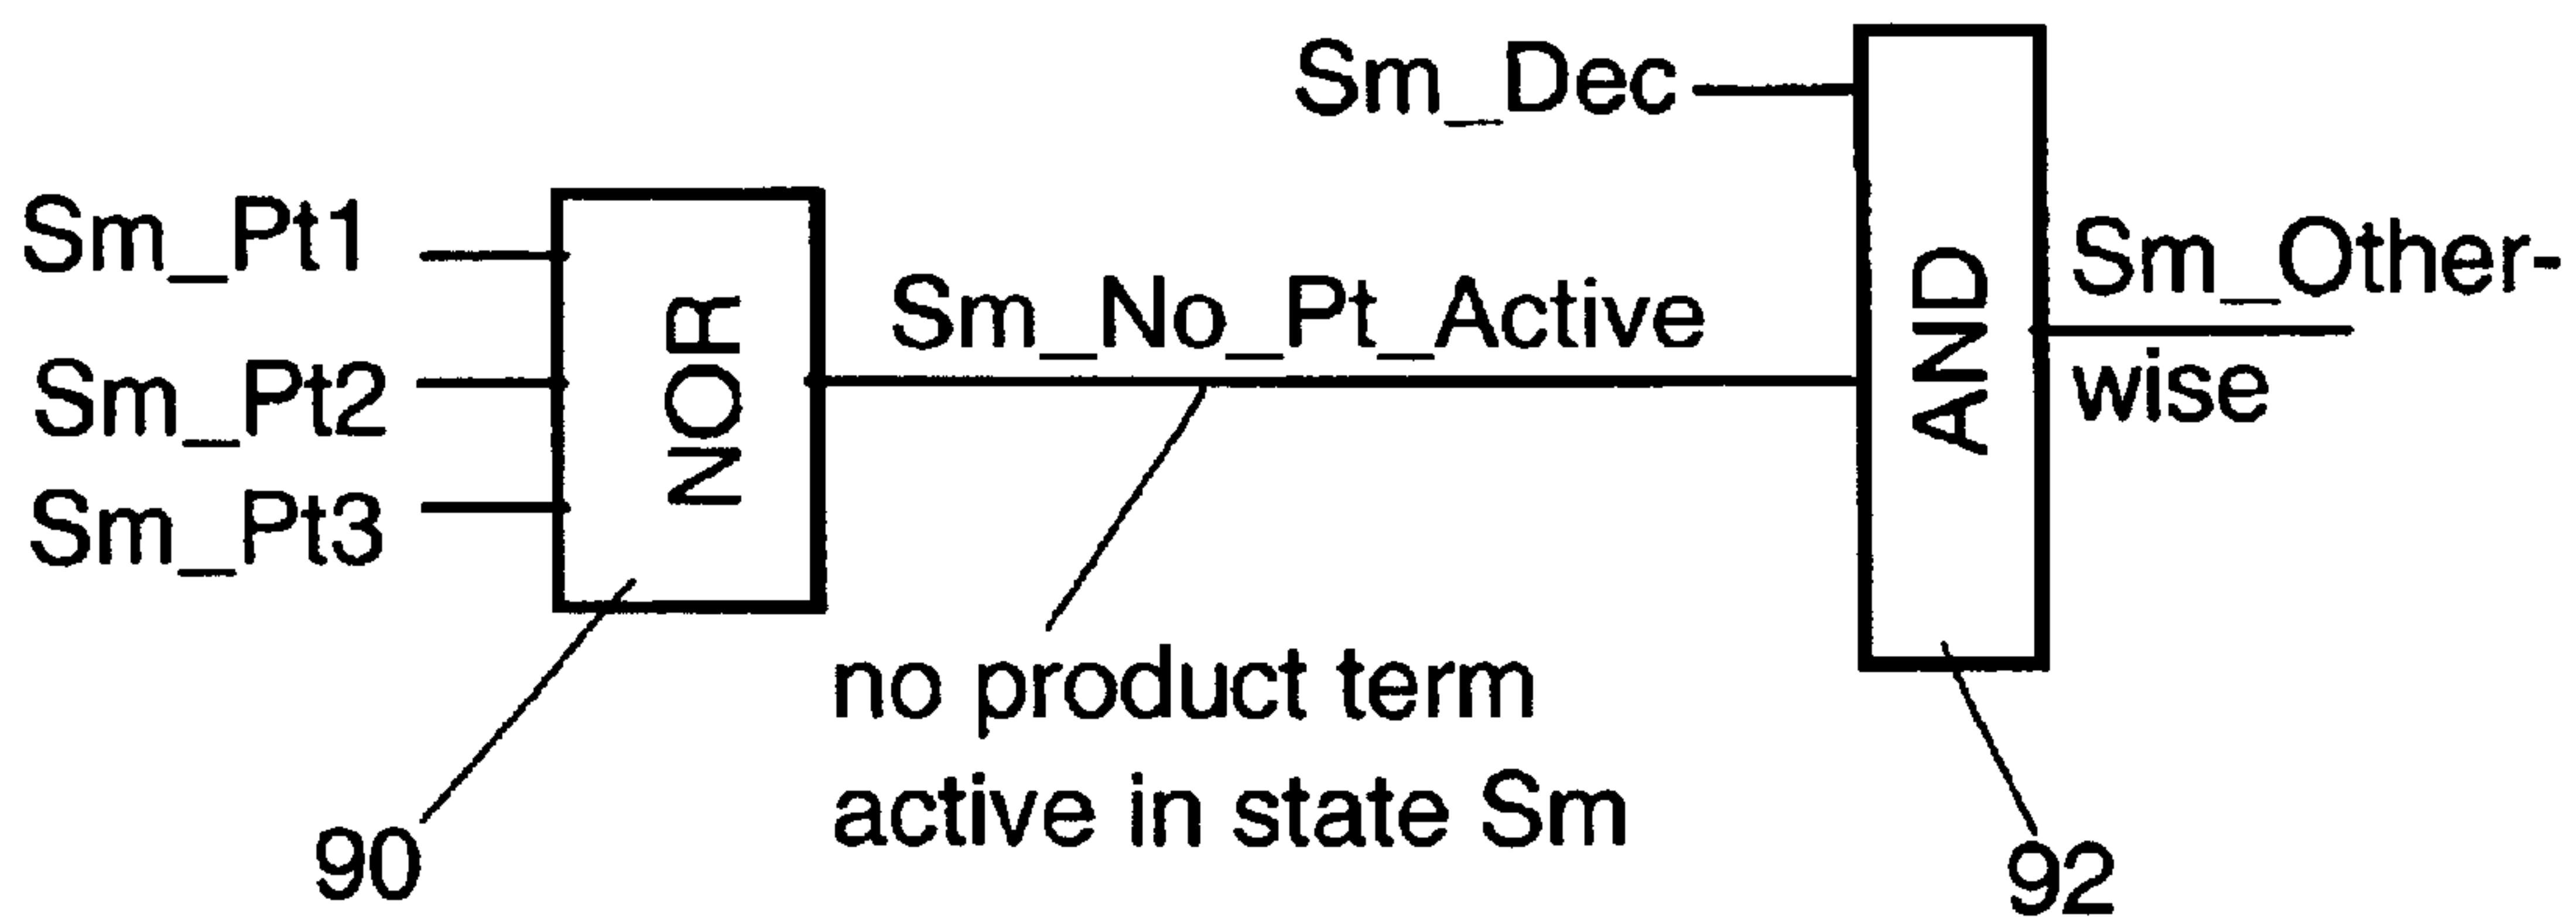 Sm_Dec
Sm_Pt1
Sm_Pt2
Sm_Pt3
NOR
Sm_No_Pt_Active
AND
Sm_Other-
wise
no product term
active in state Sm
90
92